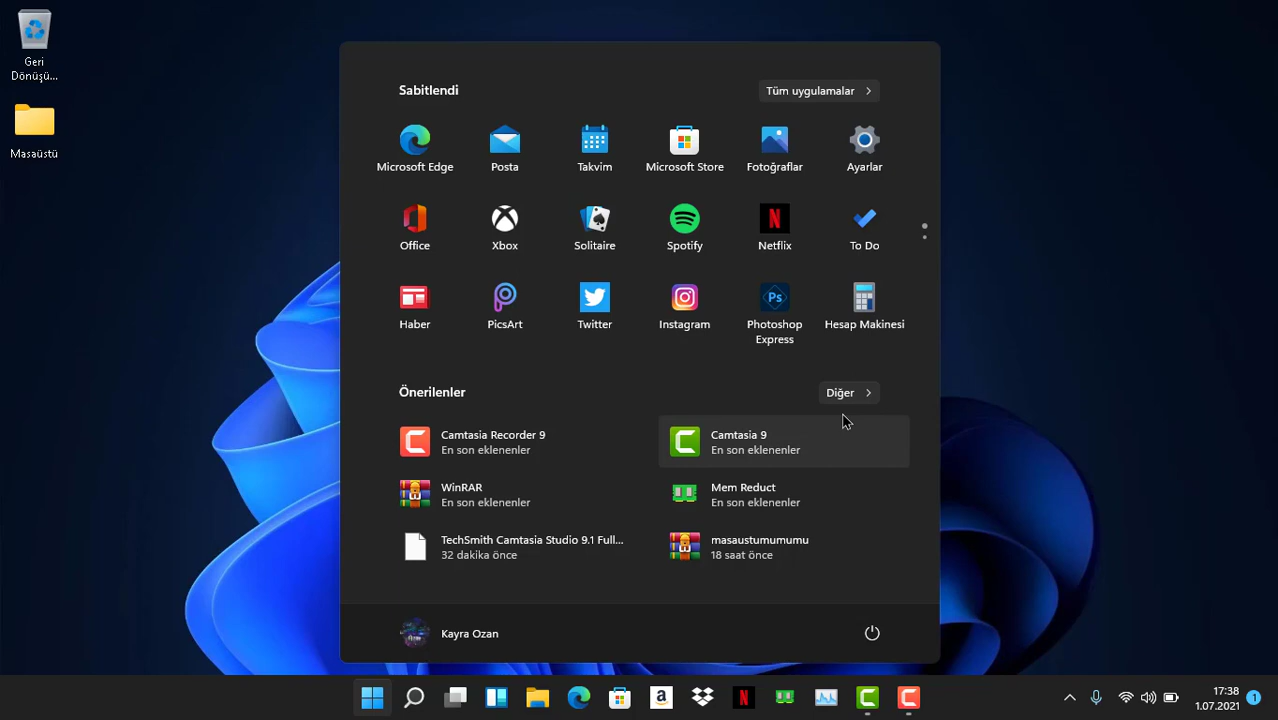 Geri
Dönüşü...
Masaüstü
Sabitlendi
Tüm uygulamalar
Microsoft Edge
Posta
Takvim
Microsoft Store
Fotoğraflar
Ayarlar
Office
Xbox
Solitaire
Spotify
Netflix
To Do
Haber
PicsArt
Twitter
Instagram
Ps
Photoshop
Express
Hesap Makinesi
Önerilenler
Diğer
Camtasia Recorder 9
En son eklenenler
Camtasia 9
En son eklenenler
WinRAR
En son eklenenler
Mem Reduct
En son eklenenler
TechSmith Camtasia Studio 9.1 Full...
32 dakika önce
masaustumumumu
18 saat önce
Kayra Ozan
17:38
1.07.2021
1